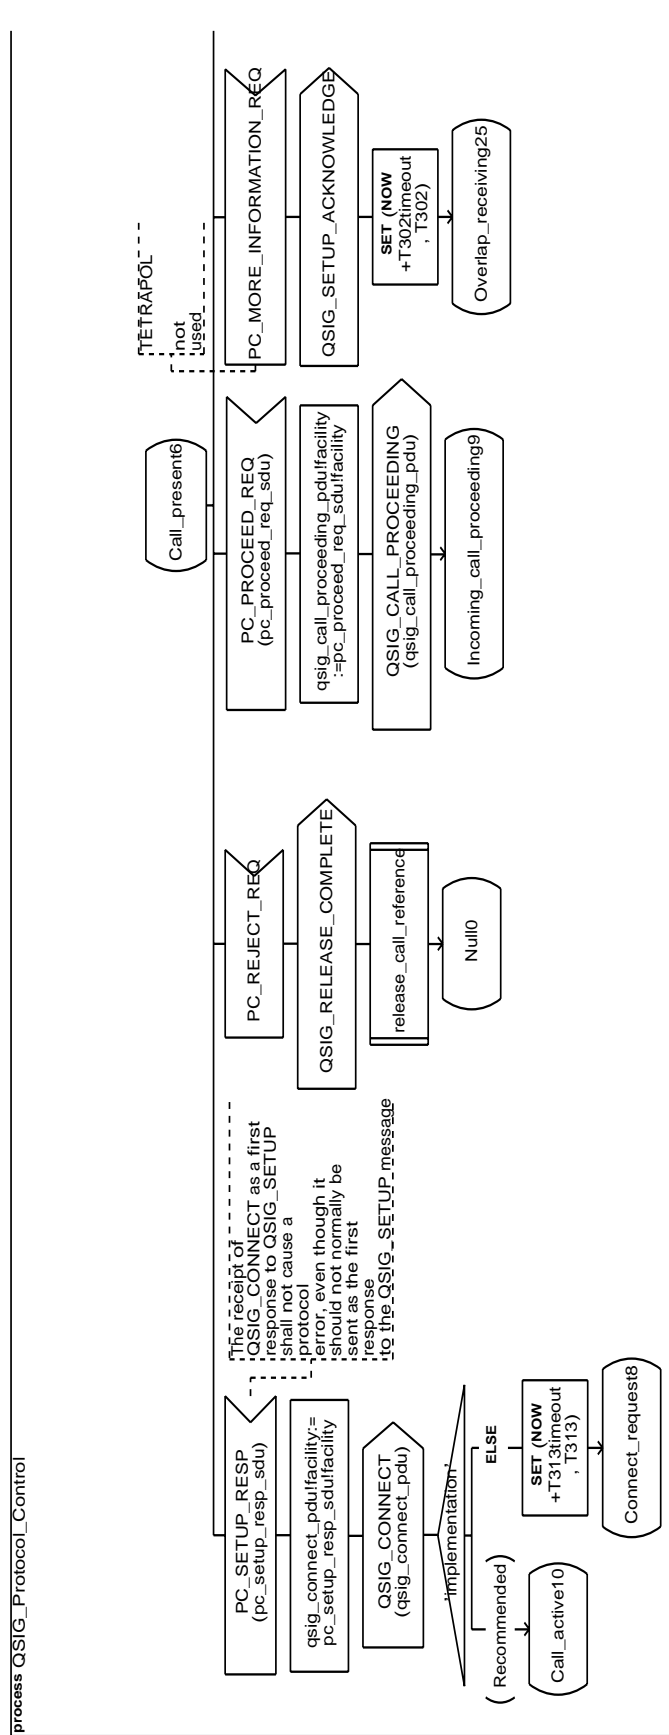 process QSIG_Protocol_Control
Call_present6
PC_SETUP_RESP
(pc_setup_resp_sdu)
The receipt of
QSIG_CONNECT as a first
response to QSIG_SETUP
shall not cause a
protocol
error, even though it
should not normally be
sent as the first
response
to the QSIG_SETUP message
qsig_connect_pdu!facility:=
pc_setup_resp_sdu!facility
QSIG_CONNECT
(qsig_connect_pdu)
'implementation'
(Recommended)
ELSE
Call_active10
SET (NOW
+T313timeout
, T313)
Connect_request8
PC_REJECT_REQ
QSIG_RELEASE_COMPLETE
release_call_reference
Null0
PC_PROCEED_REQ
(pc_proceed_req_sdu)
qsig_call_proceeding_pdu!facility
:=pc_proceed_req_sdu!facility
QSIG_CALL_PROCEEDING
(qsig_call_proceeding_pdu)
Incoming_call_proceeding9
TETRAPOL
not
used
PC_MORE_INFORMATION_REQ
QSIG_SETUP_ACKNOWLEDGE
SET (NOW
+T302timeout
, T302)
Overlap_receiving25